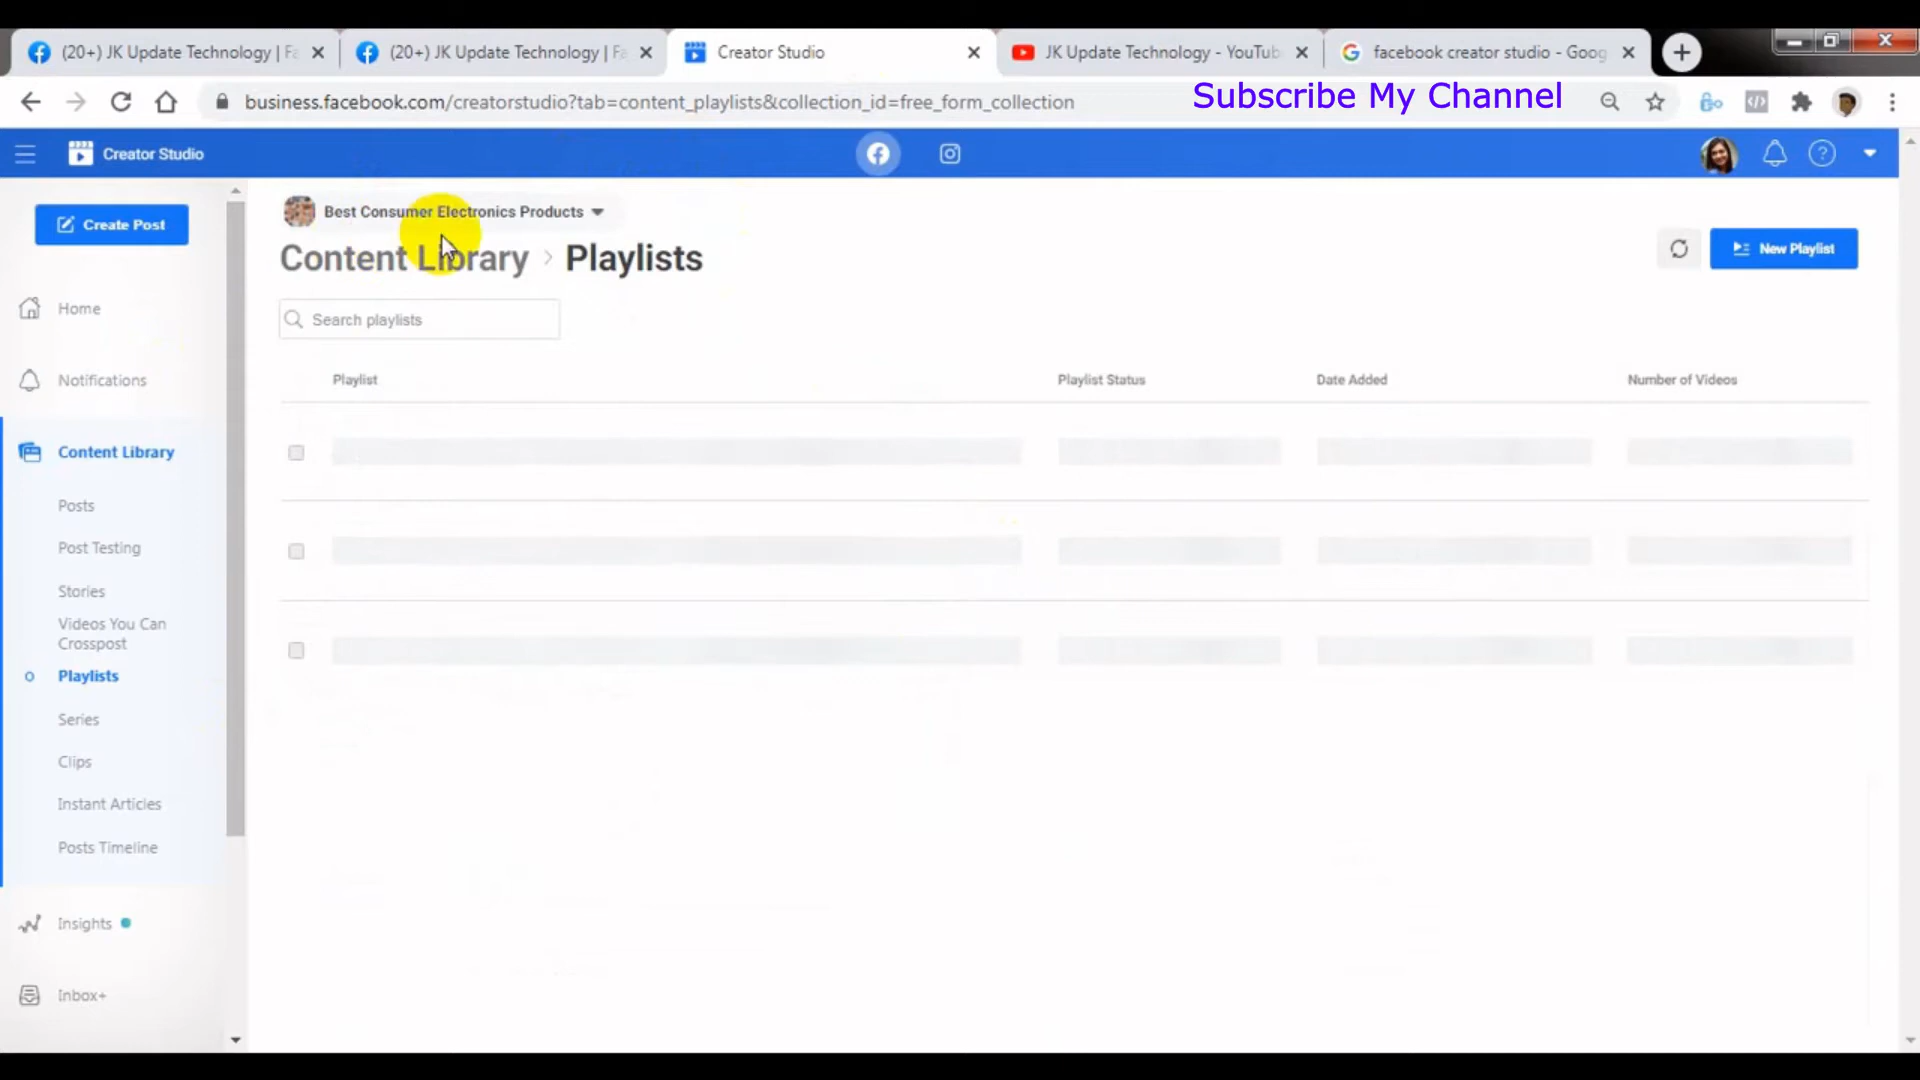 (20+) JK Update Technology | Fa
(20+) JK Update Technology | Fa
Creator Studio
JK Update Technology - YouTub
facebook creator studio - Goog
business.facebook.com/creatorstudio?tab=content_playlists&collection_id=free_form_collection
Subscribe My Channel
Creator Studio
Create Post
Home
Notifications
Content Library
Posts
Post Testing
Stories
Videos You Can
Crosspost
Playlists
Series
Clips
Instant Articles
Posts Timeline
Insights
Inbox+
Best Consumer Electronics Products
Content Library > Playlists
New Playlist
Search playlists
Playlist
Playlist Status
Date Added
Number of Videos